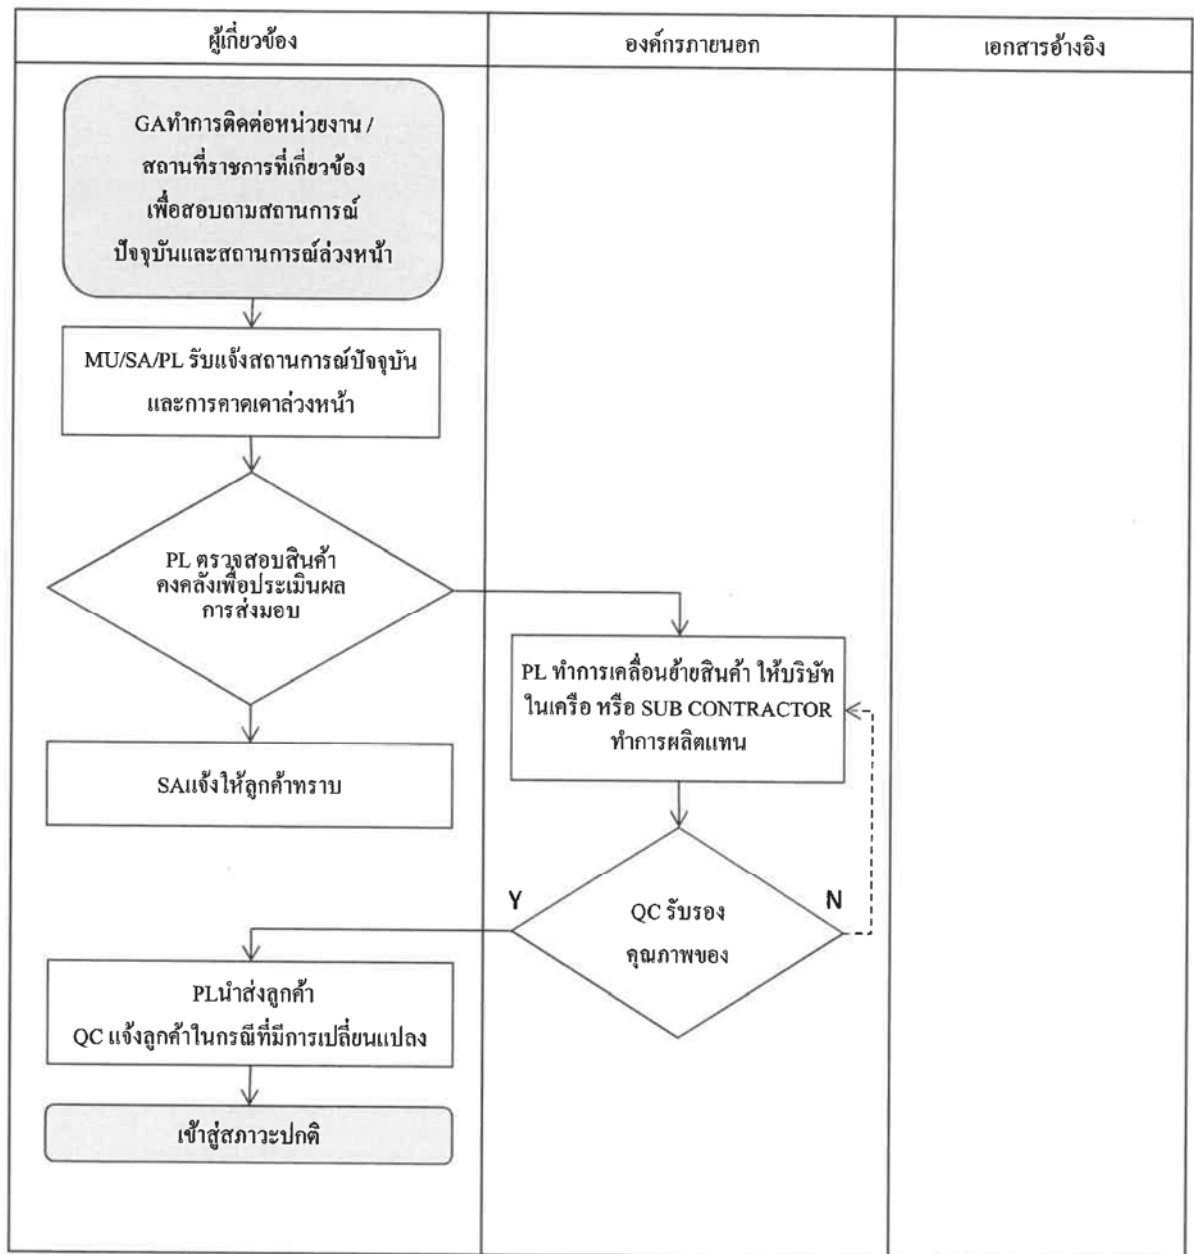 ผู้เกี่ยวข้อง
องค์กรภายนอก
เอกสารอ้างอิง
GAทำการติดต่อหน่วยงาน /
สถานที่ราชการที่เกี่ยวข้อง
เพื่อสอบถามสถานการณ์
ปัจจุบันและสถานการณ์ล่วงหน้า
MU/SA/PL รับแจ้งสถานการณ์ปัจจุบัน
และการคาดเดาล่วงหน้า
PL ตรวจสอบสินค้า
คงคลังเพื่อประเมินผล
การส่งมอบ
PL ทำการเคลื่อนย้ายสินค้า ให้บริษัท
ในเครือ หรือ SUB CONTRACTOR
ทำการผลิตแทน
SAแจ้งให้ลูกค้าทราบ
Y
N
QC รับรอง
คุณภาพของ
PLนำส่งลูกค้า
QC แจ้งลูกค้าในกรณีที่มีการเปลี่ยนแปลง
เข้าสู่สภาวะปกติ